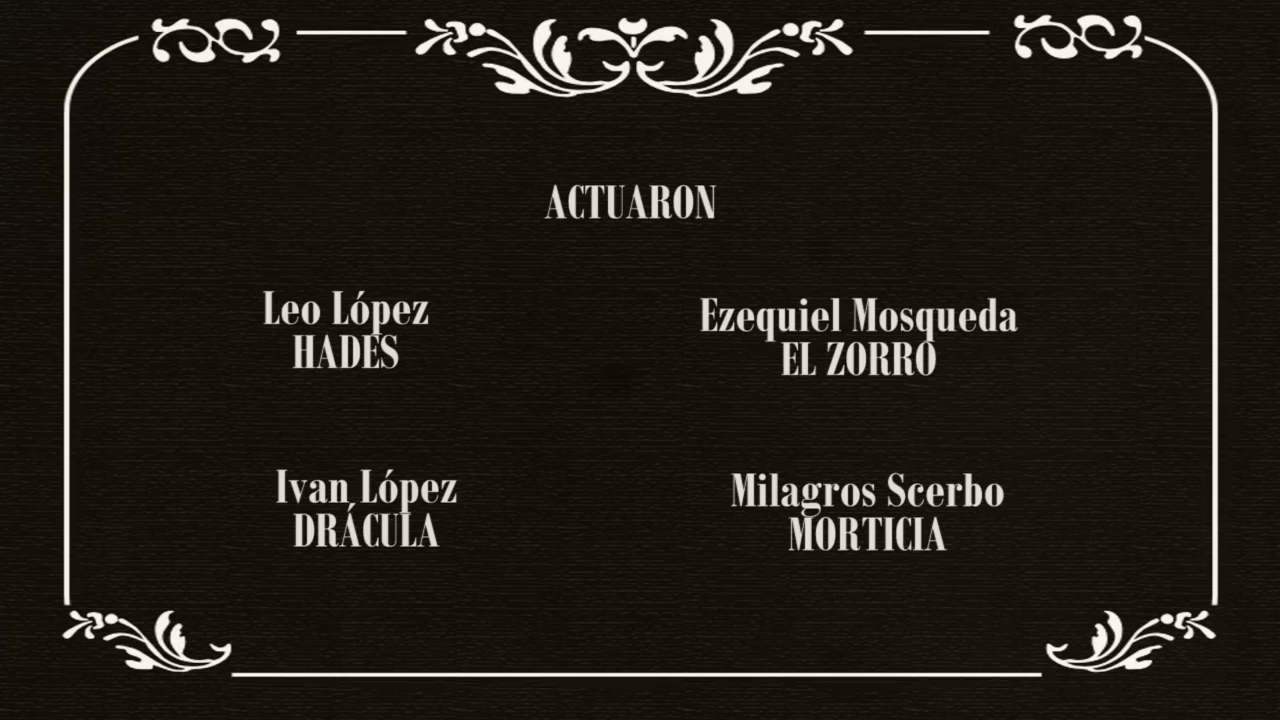 ACTUARON
Leo López
HADES
Ezequiel Mosqueda
EL ZORRO
Ivan López
DRÁCULA
Milagros Scerbo
MORTICIA